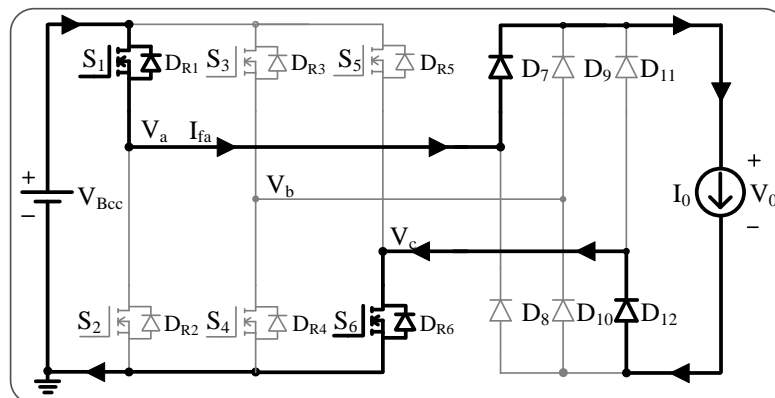 S1 DR1 S3 DR3 S5 DR5 D7 D9 D11
Va Ifa
+ VBcc −
Vb
+ I0 V0 −
Vc
S2 DR2 S4 DR4 S6 DR6 D8 D10 D12